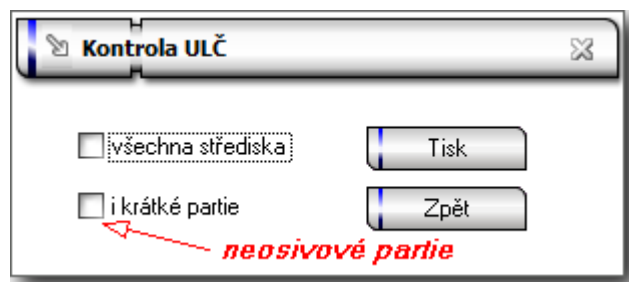 Kontrola ULČ
všechna střediska
Tisk
i krátké partie
Zpět
neosivové partie